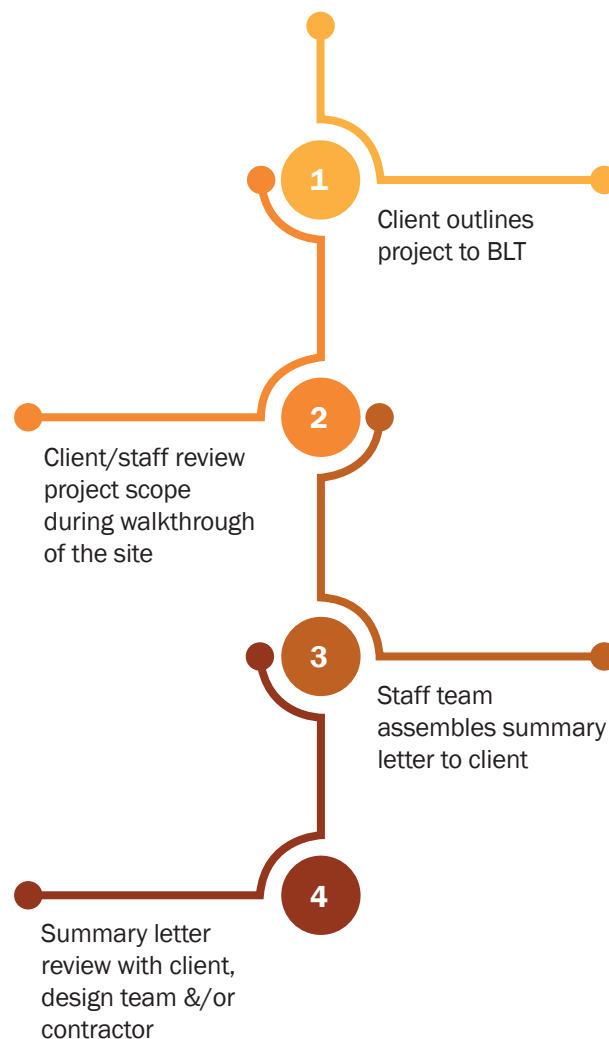 1
Client outlines
project to BLT
2
Client/staff review
project scope
during walkthrough
of the site
3
Staff team
assembles summary
letter to client
4
Summary letter
review with client,
design team &/or
contractor